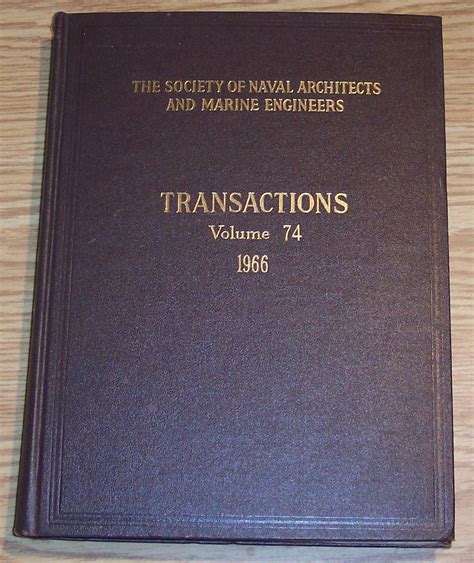 THE SOCIETY OF NAVAL ARCHITECTS
AND MARINE ENGINEERS
TRANSACTIONS
Volume 74
1966